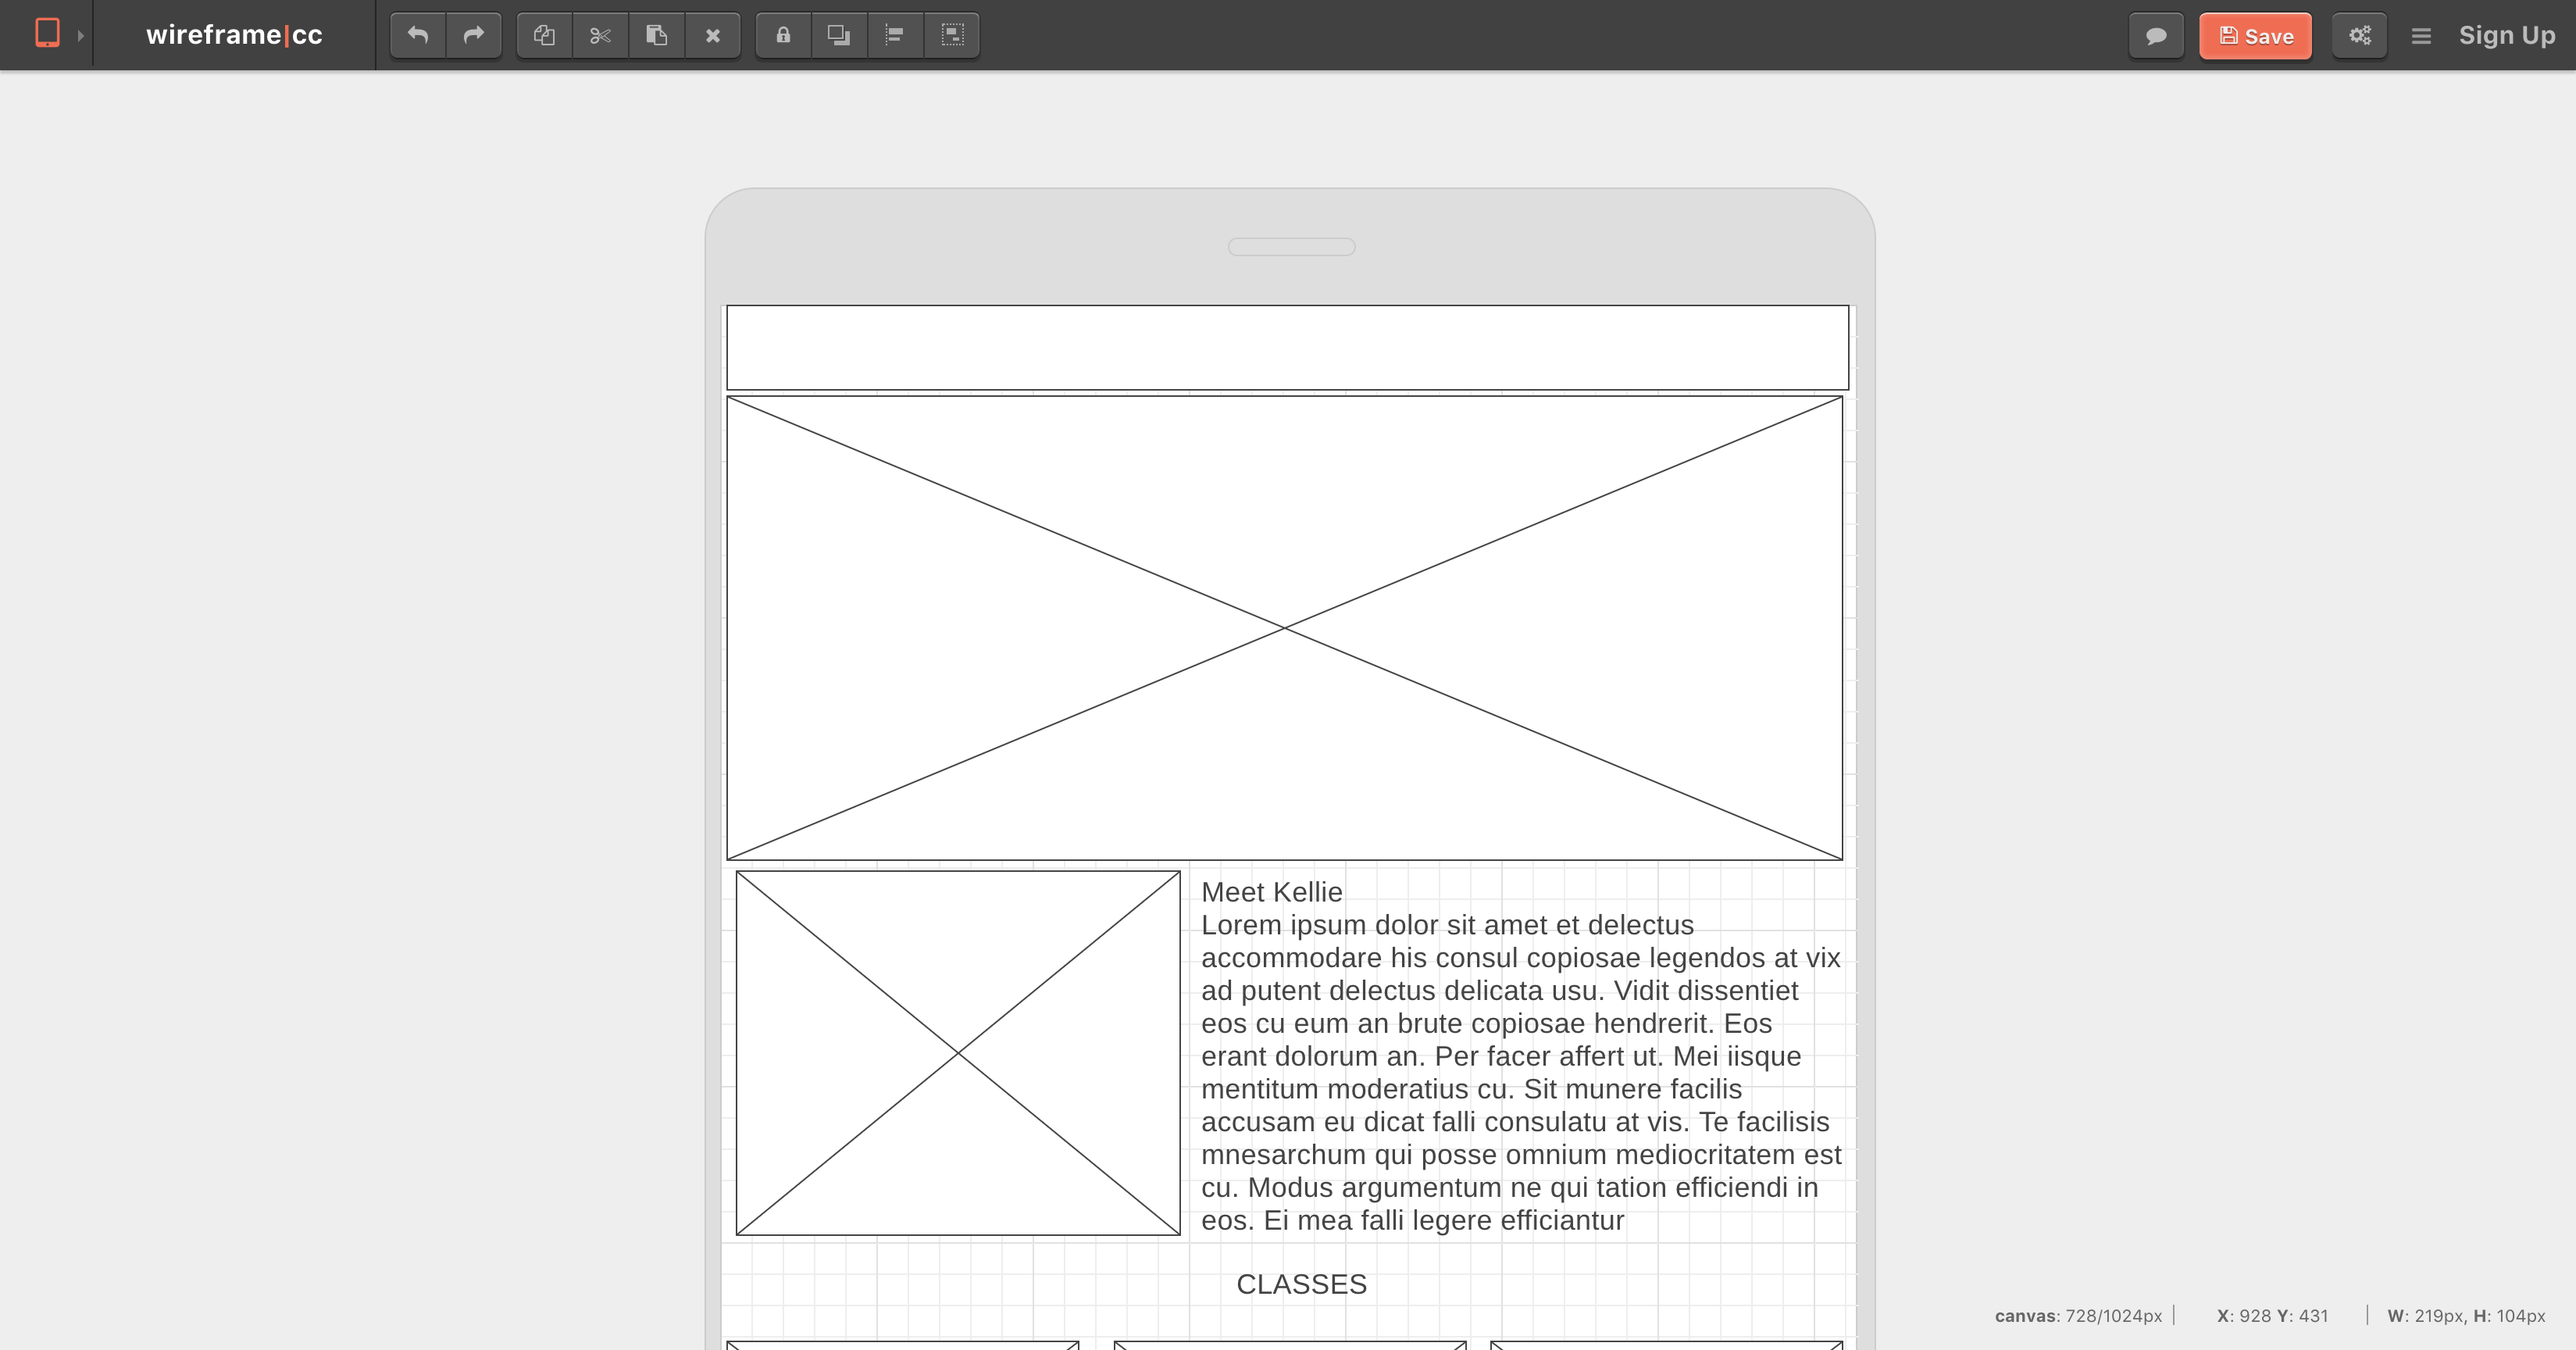 wireframe|cc
Save
Sign Up
Meet Kellie
Lorem ipsum dolor sit amet et delectus
accommodare his consul copiosae legendos at vix
ad putent delectus delicata usu. Vidit dissentiet
eos cu eum an brute copiosae hendrerit. Eos
erant dolorum an. Per facer affert ut. Mei iisque
mentitum moderatius cu. Sit munere facilis
accusam eu dicat falli consulatu at vis. Te facilisis
mnesarchum qui posse omnium mediocritatem est
cu. Modus argumentum ne qui tation efficiendi in
eos. Ei mea falli legere efficiantur
CLASSES
canvas: 728/1024px | X: 928 Y: 431 | W: 219px, H: 104px